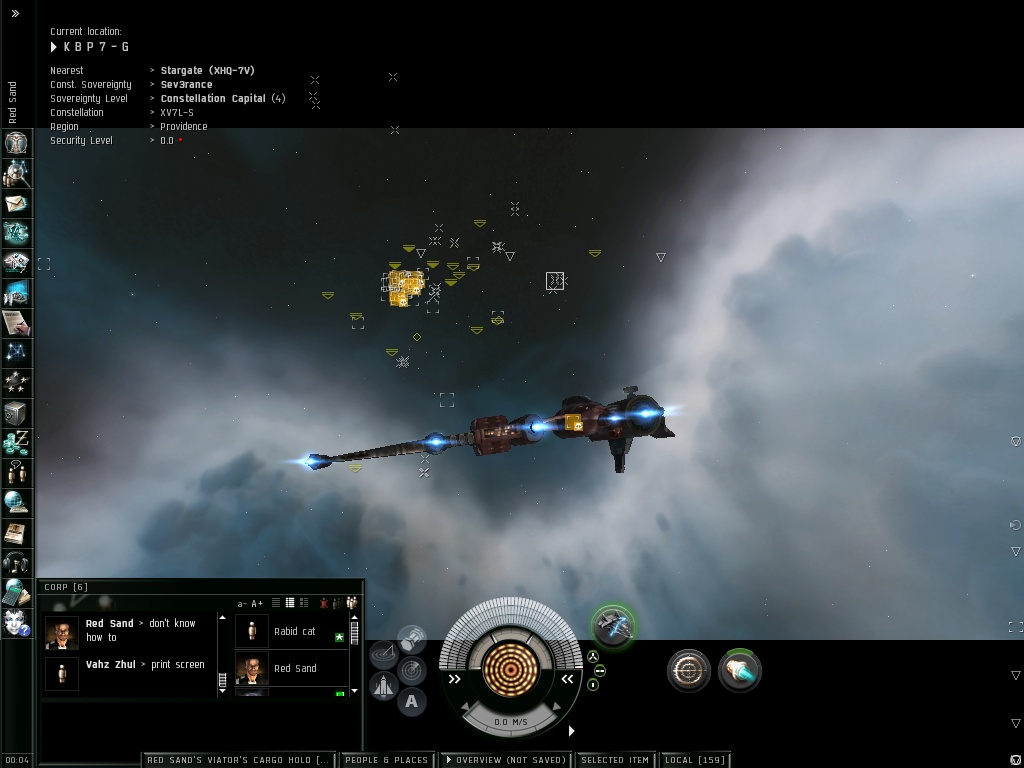 Current location:
KBP7-G
Nearest > Stargate (XHQ-7V)
Const. Sovereignty > Sev3rance
Sovereignty Level > Constellation Capital (4)
Constellation > XV7L-S
Region > Providence
Security Level > 0.0
Red Sand
CORP [6]
a- A+
Red Sand > don't know
how to
Vahz Zhul > print screen
Rabid cat
Red Sand
A
0.0 M/S
00:04
RED SAND'S VIATOR'S CARGO HOLD [...
PEOPLE & PLACES
OVERVIEW (NOT SAVED)
SELECTED ITEM
LOCAL [159]